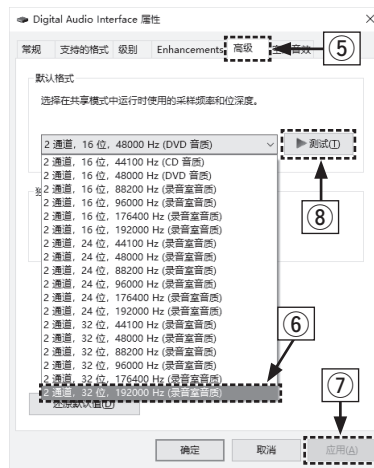 Digital Audio Interface 属性
常规 支持的格式 级别 Enhancements 高级 音效
⑤
默认格式
选择在共享模式中运行时使用的采样频率和位深度。
2 通道, 16 位, 48000 Hz (DVD 音质)
▶测试(T)
2 通道, 16 位, 44100 Hz (CD 音质)
2 通道, 16 位, 48000 Hz (DVD 音质)
2 通道, 16 位, 88200 Hz (录音室音质)
2 通道, 16 位, 96000 Hz (录音室音质)
2 通道, 16 位, 176400 Hz (录音室音质)
2 通道, 16 位, 192000 Hz (录音室音质)
2 通道, 24 位, 44100 Hz (录音室音质)
2 通道, 24 位, 48000 Hz (录音室音质)
2 通道, 24 位, 88200 Hz (录音室音质)
2 通道, 24 位, 96000 Hz (录音室音质)
2 通道, 24 位, 176400 Hz (录音室音质)
2 通道, 24 位, 192000 Hz (录音室音质)
2 通道, 32 位, 44100 Hz (录音室音质)
2 通道, 32 位, 48000 Hz (录音室音质)
2 通道, 32 位, 88200 Hz (录音室音质)
2 通道, 32 位, 96000 Hz (录音室音质)
2 通道, 32 位, 176400 Hz (录音室音质)
2 通道, 32 位, 192000 Hz (录音室音质)
⑧
⑥
⑦
还原默认值(D)
确定 取消 应用(A)